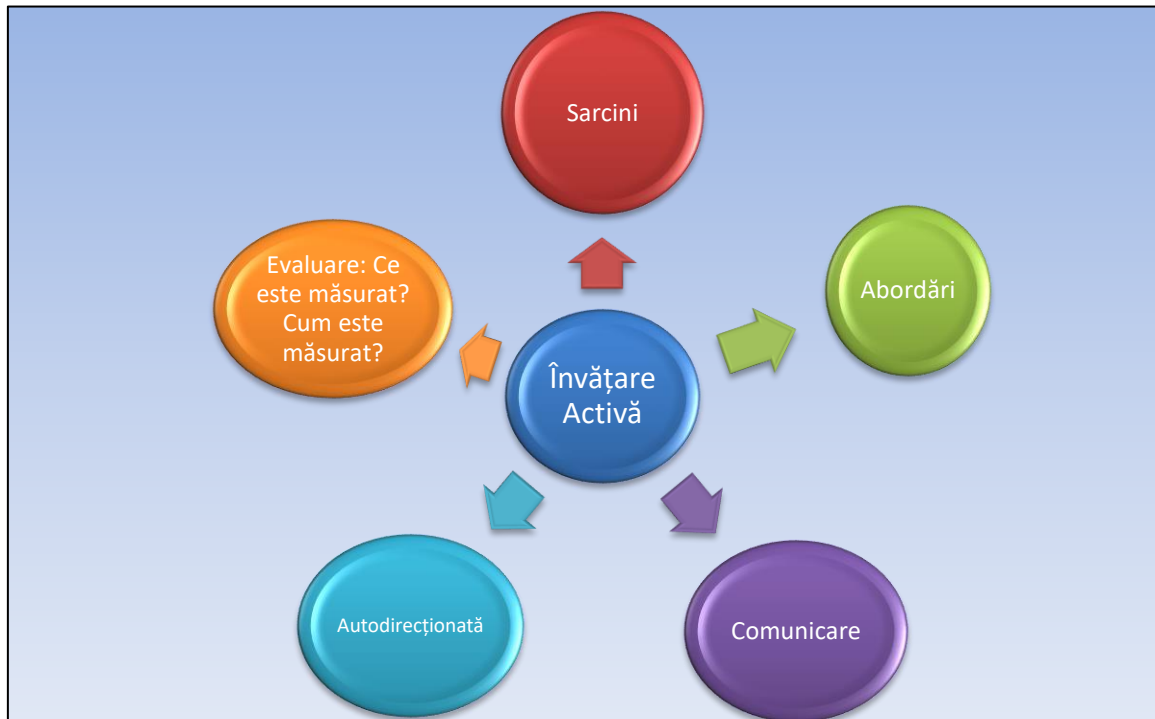 Sarcini
Abordări
Evaluare: Ce
este măsurat?
Cum este
măsurat?
Învățare
Activă
Autodirecționată
Comunicare